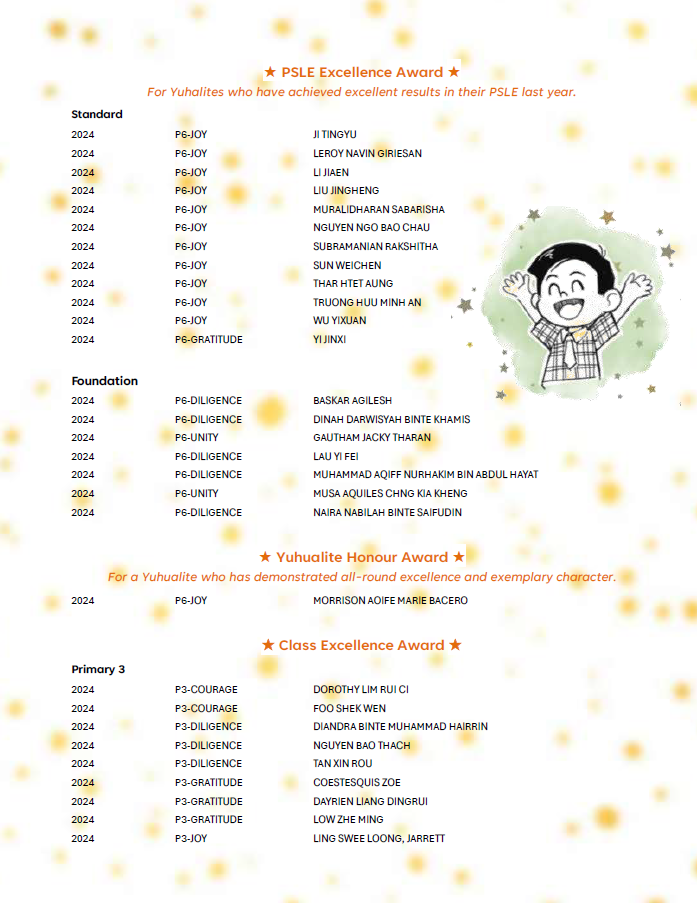 ★ PSLE Excellence Award ★
For Yuhalites who have achieved excellent results in their PSLE last year.
Standard
2024 P6-JOY JI TINGYU
2024 P6-JOY LEROY NAVIN GIRIESAN
2024 P6-JOY LI JIAEN
2024 P6-JOY LIU JINGHENG
2024 P6-JOY MURALIDHARAN SABARISHA
2024 P6-JOY NGUYEN NGO BAO CHAU
2024 P6-JOY SUBRAMANIAN RAKSHITHA
2024 P6-JOY SUN WEICHEN
2024 P6-JOY THAR HTET AUNG
2024 P6-JOY TRUONG HUU MINH AN
2024 P6-JOY WU YIXUAN
2024 P6-GRATITUDE YI JINXI
Foundation
2024 P6-DILIGENCE BASKAR AGILESH
2024 P6-DILIGENCE DINAH DARWISYAH BINTE KHAMIS
2024 P6-UNITY GAUTHAM JACKY THARAN
2024 P6-DILIGENCE LAU YI FEI
2024 P6-DILIGENCE MUHAMMAD AQIFF NURHAKIM BIN ABDUL HAYAT
2024 P6-UNITY MUSA AQUILES CHNG KIA KHENG
2024 P6-DILIGENCE NAIRA NABILAH BINTE SAIFUDIN
★ Yuhualite Honour Award ★
For a Yuhualite who has demonstrated all-round excellence and exemplary character.
2024 P6-JOY MORRISON AOIFE MARIE BACERO
★ Class Excellence Award ★
Primary 3
2024 P3-COURAGE DOROTHY LIM RUI CI
2024 P3-COURAGE FOO SHEK WEN
2024 P3-DILIGENCE DIANDRA BINTE MUHAMMAD HAIRRIN
2024 P3-DILIGENCE NGUYEN BAO THACH
2024 P3-DILIGENCE TAN XIN ROU
2024 P3-GRATITUDE COESTESQUIS ZOE
2024 P3-GRATITUDE DAYRIEN LIANG DINGRUI
2024 P3-GRATITUDE LOW ZHE MING
2024 P3-JOY LING SWEE LOONG, JARRETT